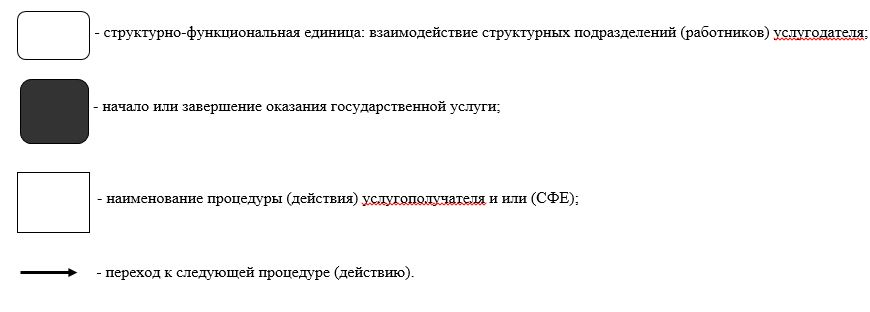 - структурно-функциональная единица: взаимодействие структурных подразделений (работников) услугодателя;
- начало или завершение оказания государственной услуги;
- наименование процедуры (действия) услугополучателя и или (СФЕ);
- переход к следующей процедуре (действию).